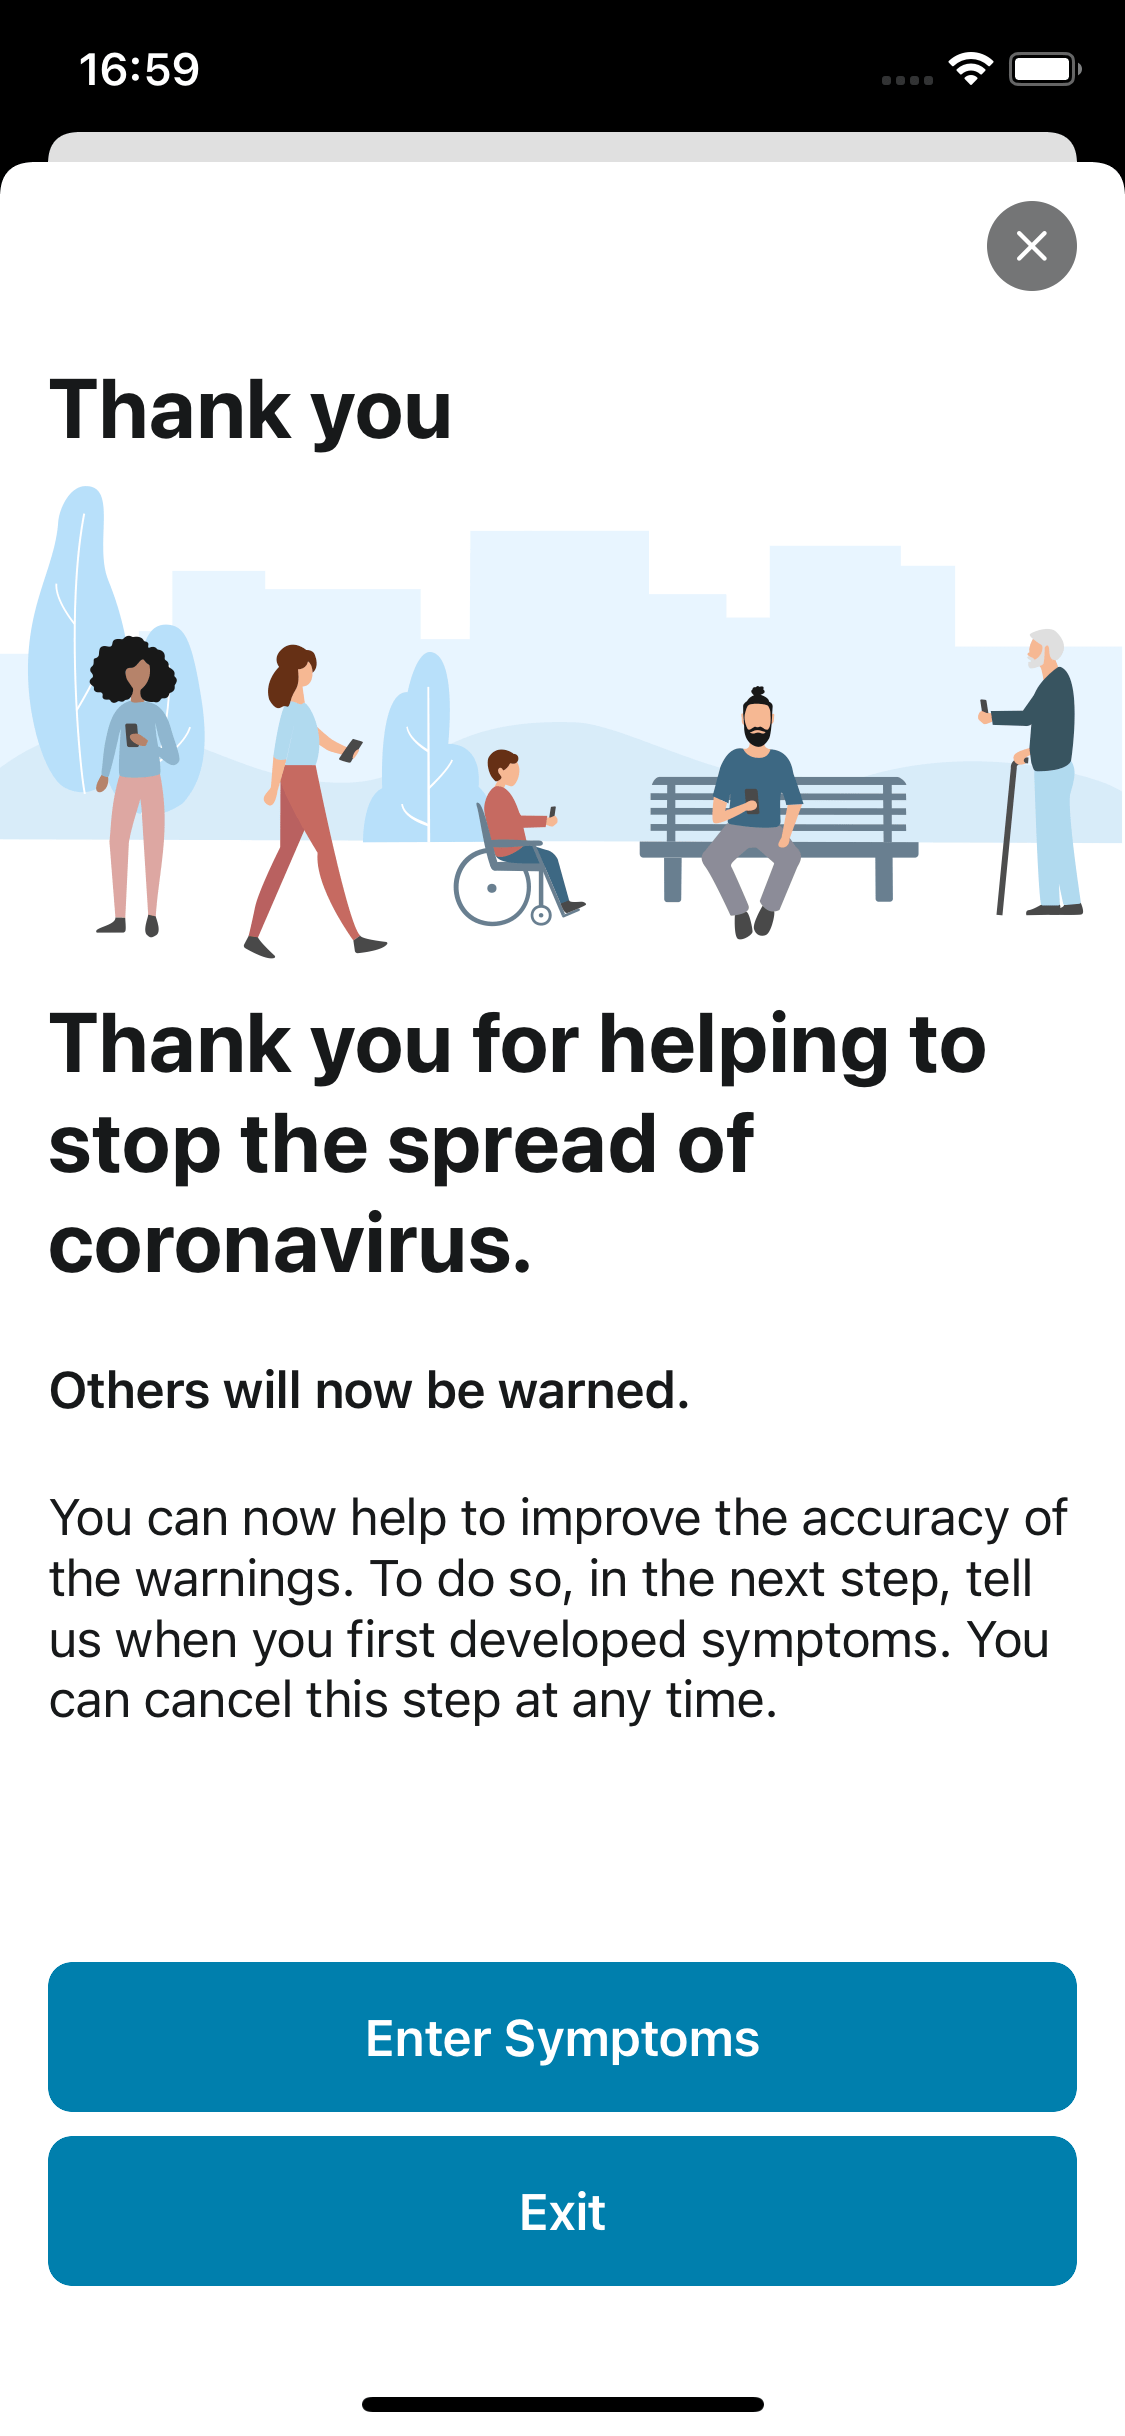 16:59
Thank you
Thank you for helping to
stop the spread of
coronavirus.
Others will now be warned.
You can now help to improve the accuracy of
the warnings. To do so, in the next step, tell
us when you first developed symptoms. You
can cancel this step at any time.
Enter Symptoms
Exit